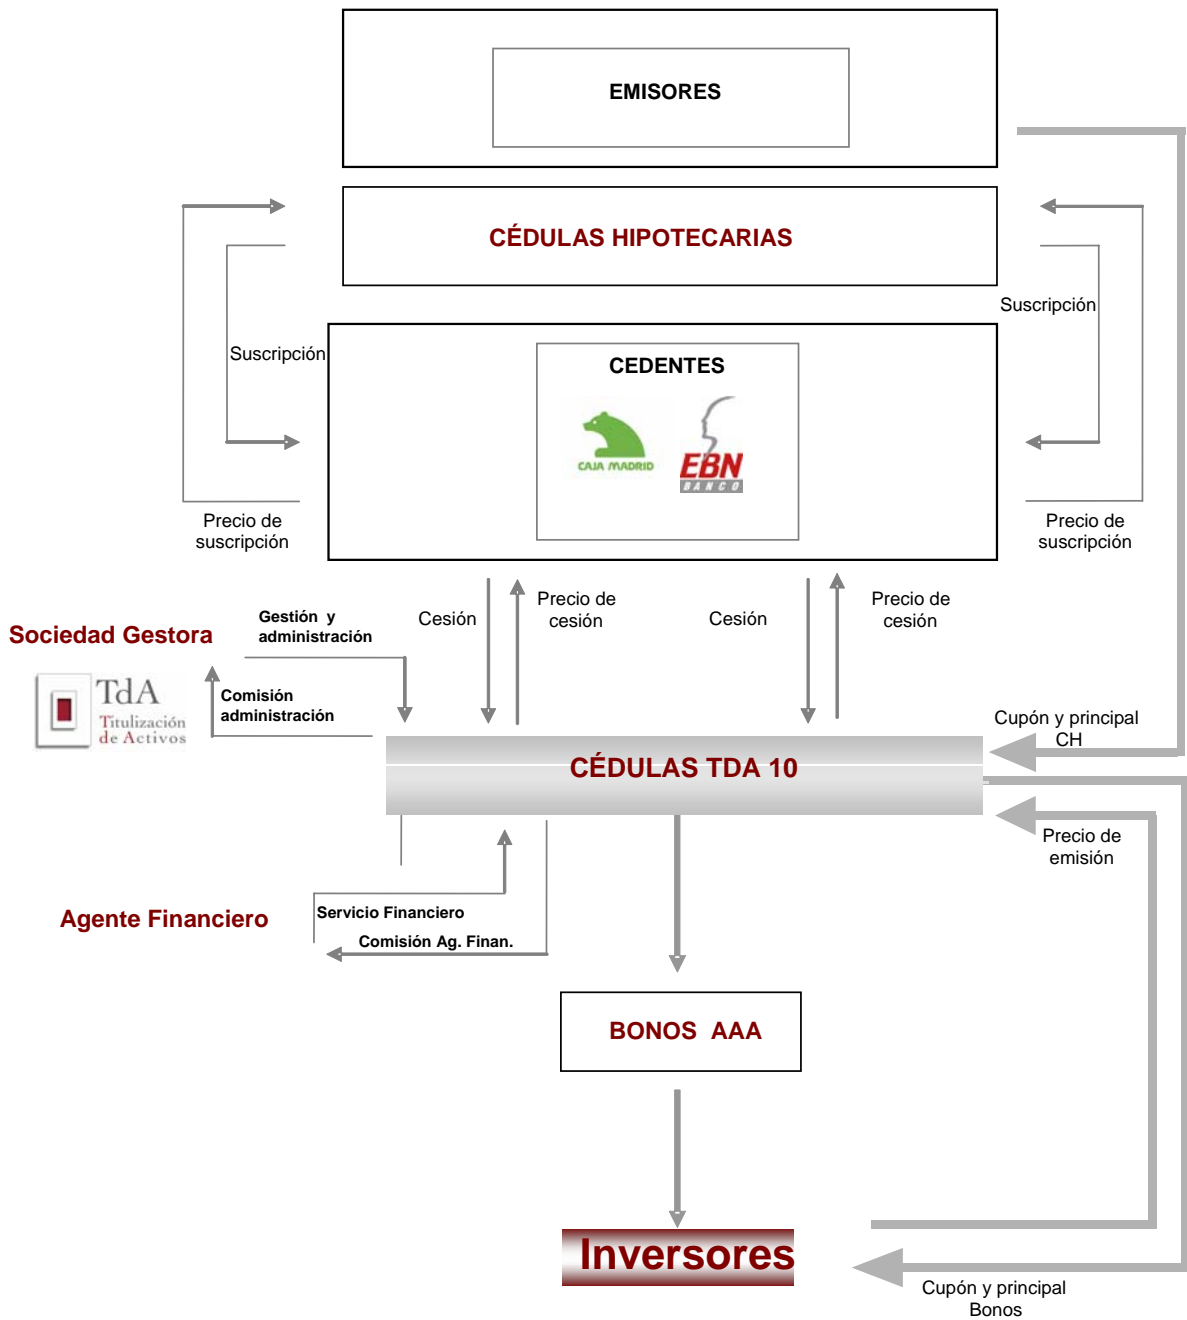 EMISORES
CÉDULAS HIPOTECARIAS
Suscripción
Suscripción
CEDENTES
CAJA MADRID
EBN
BANCO
Precio de
suscripción
Precio de
suscripción
Cesión
Precio de
cesión
Cesión
Precio de
cesión
Gestión y
administración
Sociedad Gestora
TdA
Titulización
de Activos
Comisión
administración
Cupón y principal
CH
CÉDULAS TDA 10
Precio de
emisión
Agente Financiero
Servicio Financiero
Comisión Ag. Finan.
BONOS AAA
Inversores
Cupón y principal
Bonos